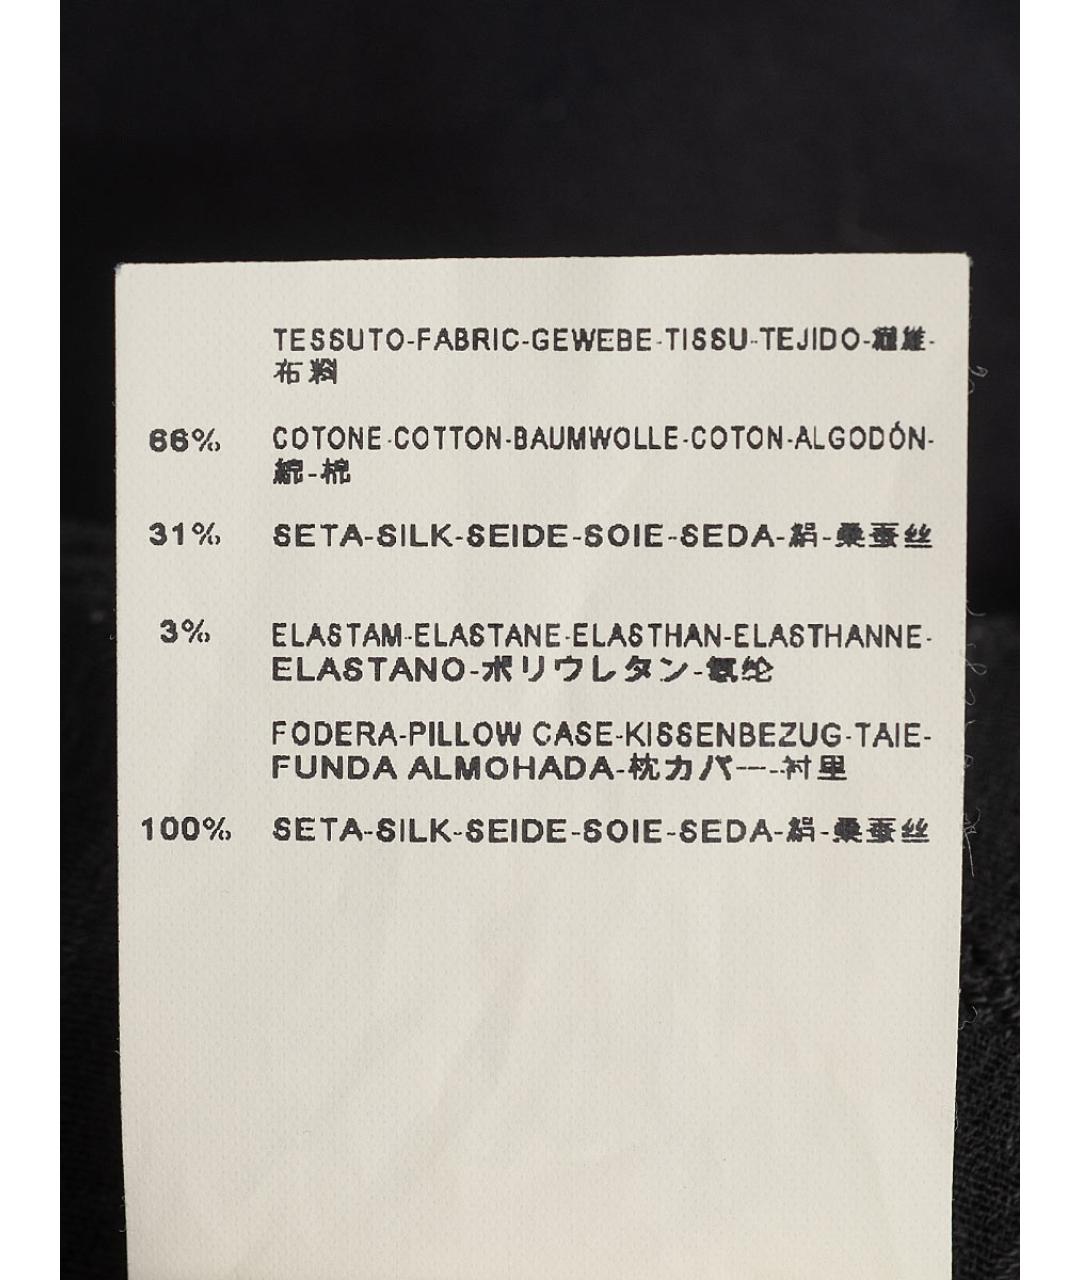 TESSUTO-FABRIC-GEWEBE-TISSU-TEJIDO-繊維-
布料
66% COTONE-COTTON-BAUMWOLLE-COTON-ALGODÓN-
綿-棉
31% SETA-SILK-SEIDE-SOIE-SEDA-絹-桑蚕丝
3% ELASTAM-ELASTANE-ELASTHAN-ELASTHANNE-
ELASTANO-ポリウレタン-氨纶
FODERA-PILLOW CASE-KISSENBEZUG-TAIE-
FUNDA ALMOHADA-枕カバー-衬里
100% SETA-SILK-SEIDE-SOIE-SEDA-絹-桑蚕丝